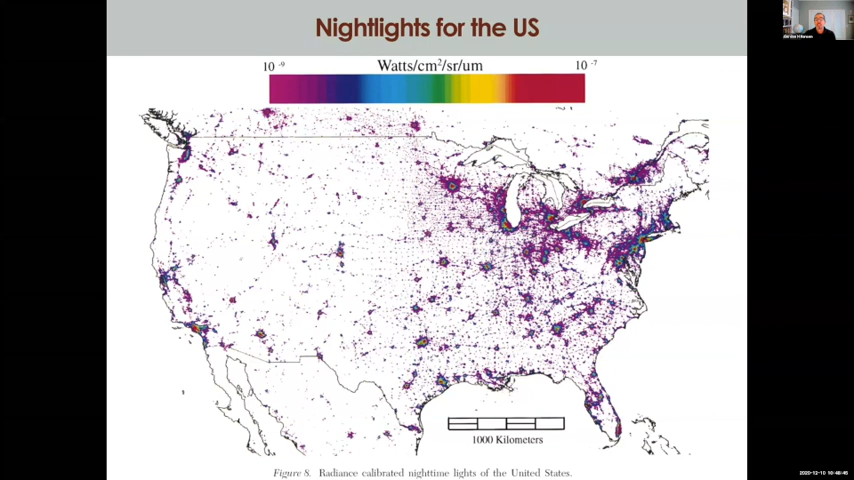 Nightlights for the US
10 -9
Watts/cm2/sr/um
10 -7
1000 Kilometers
Figure 8. Radiance calibrated nighttime lights of the United States.
2020-12-10 10:48:45